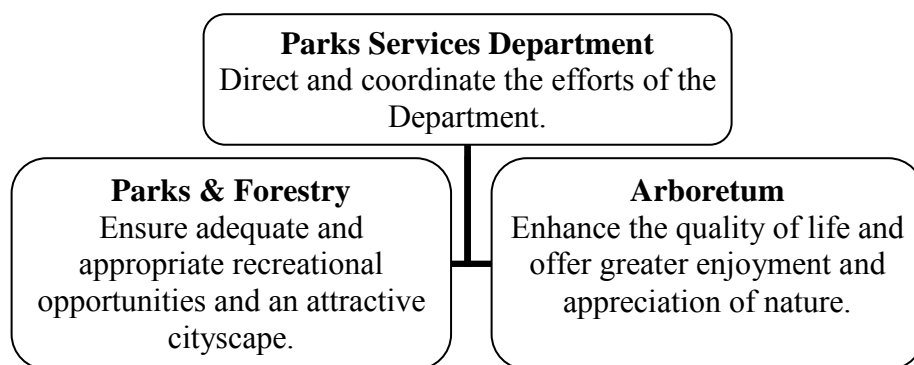 Parks Services Department
Direct and coordinate the efforts of the
Department.
Parks & Forestry
Ensure adequate and
appropriate recreational
opportunities and an attractive
cityscape.
Arboretum
Enhance the quality of life and
offer greater enjoyment and
appreciation of nature.